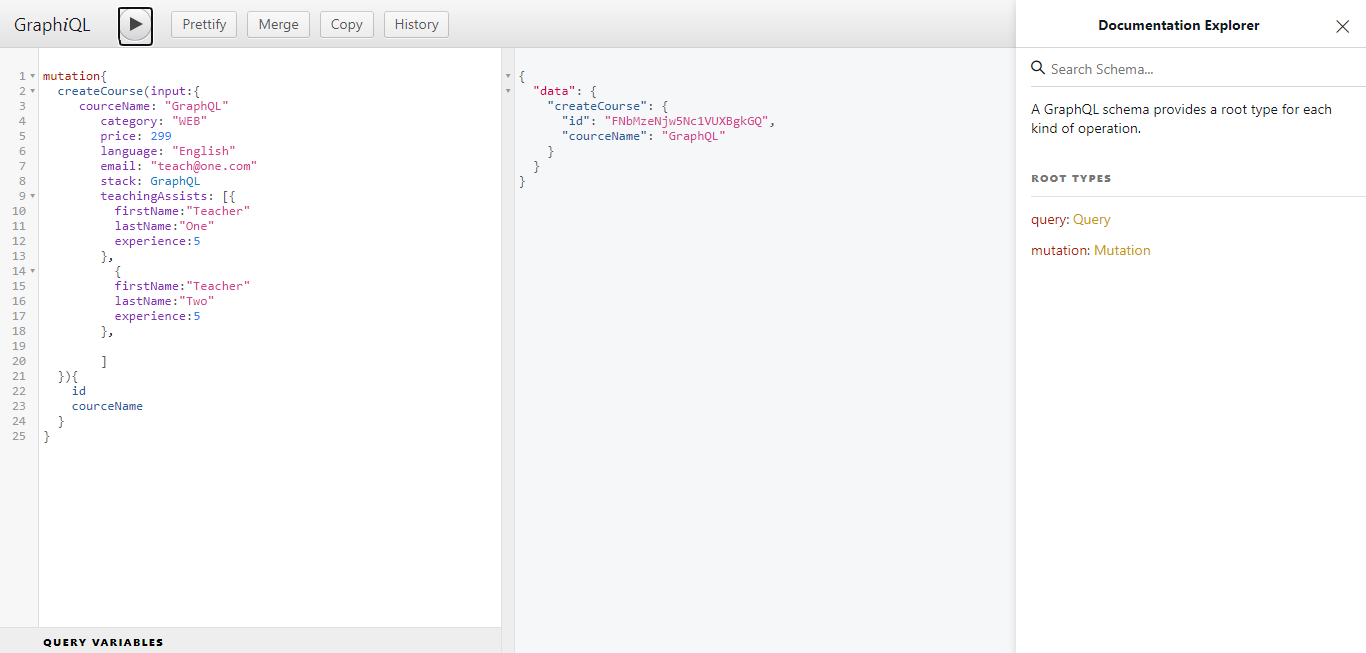 GraphiQL Prettify Merge Copy History
1 mutation{
2 createCourse(input:{
3 courceName: "GraphQL"
4 category: "WEB"
5 price: 299
6 language: "English"
7 email: "teach@one.com"
8 stack: GraphQL
9 teachingAssists: [{
10 firstName:"Teacher"
11 lastName:"One"
12 experience:5
13 },
14 {
15 firstName:"Teacher"
16 lastName:"Two"
17 experience:5
18 },
19
20 ]
21 }){
22 id
23 courceName
24 }
25 }
QUERY VARIABLES
{
"data": {
"createCourse": {
"id": "FNbMzeNjw5Nc1VUXBgkGQ",
"courceName": "GraphQL"
}
}
}
Documentation Explorer
Search Schema...
A GraphQL schema provides a root type for each
kind of operation.
ROOT TYPES
query: Query
mutation: Mutation